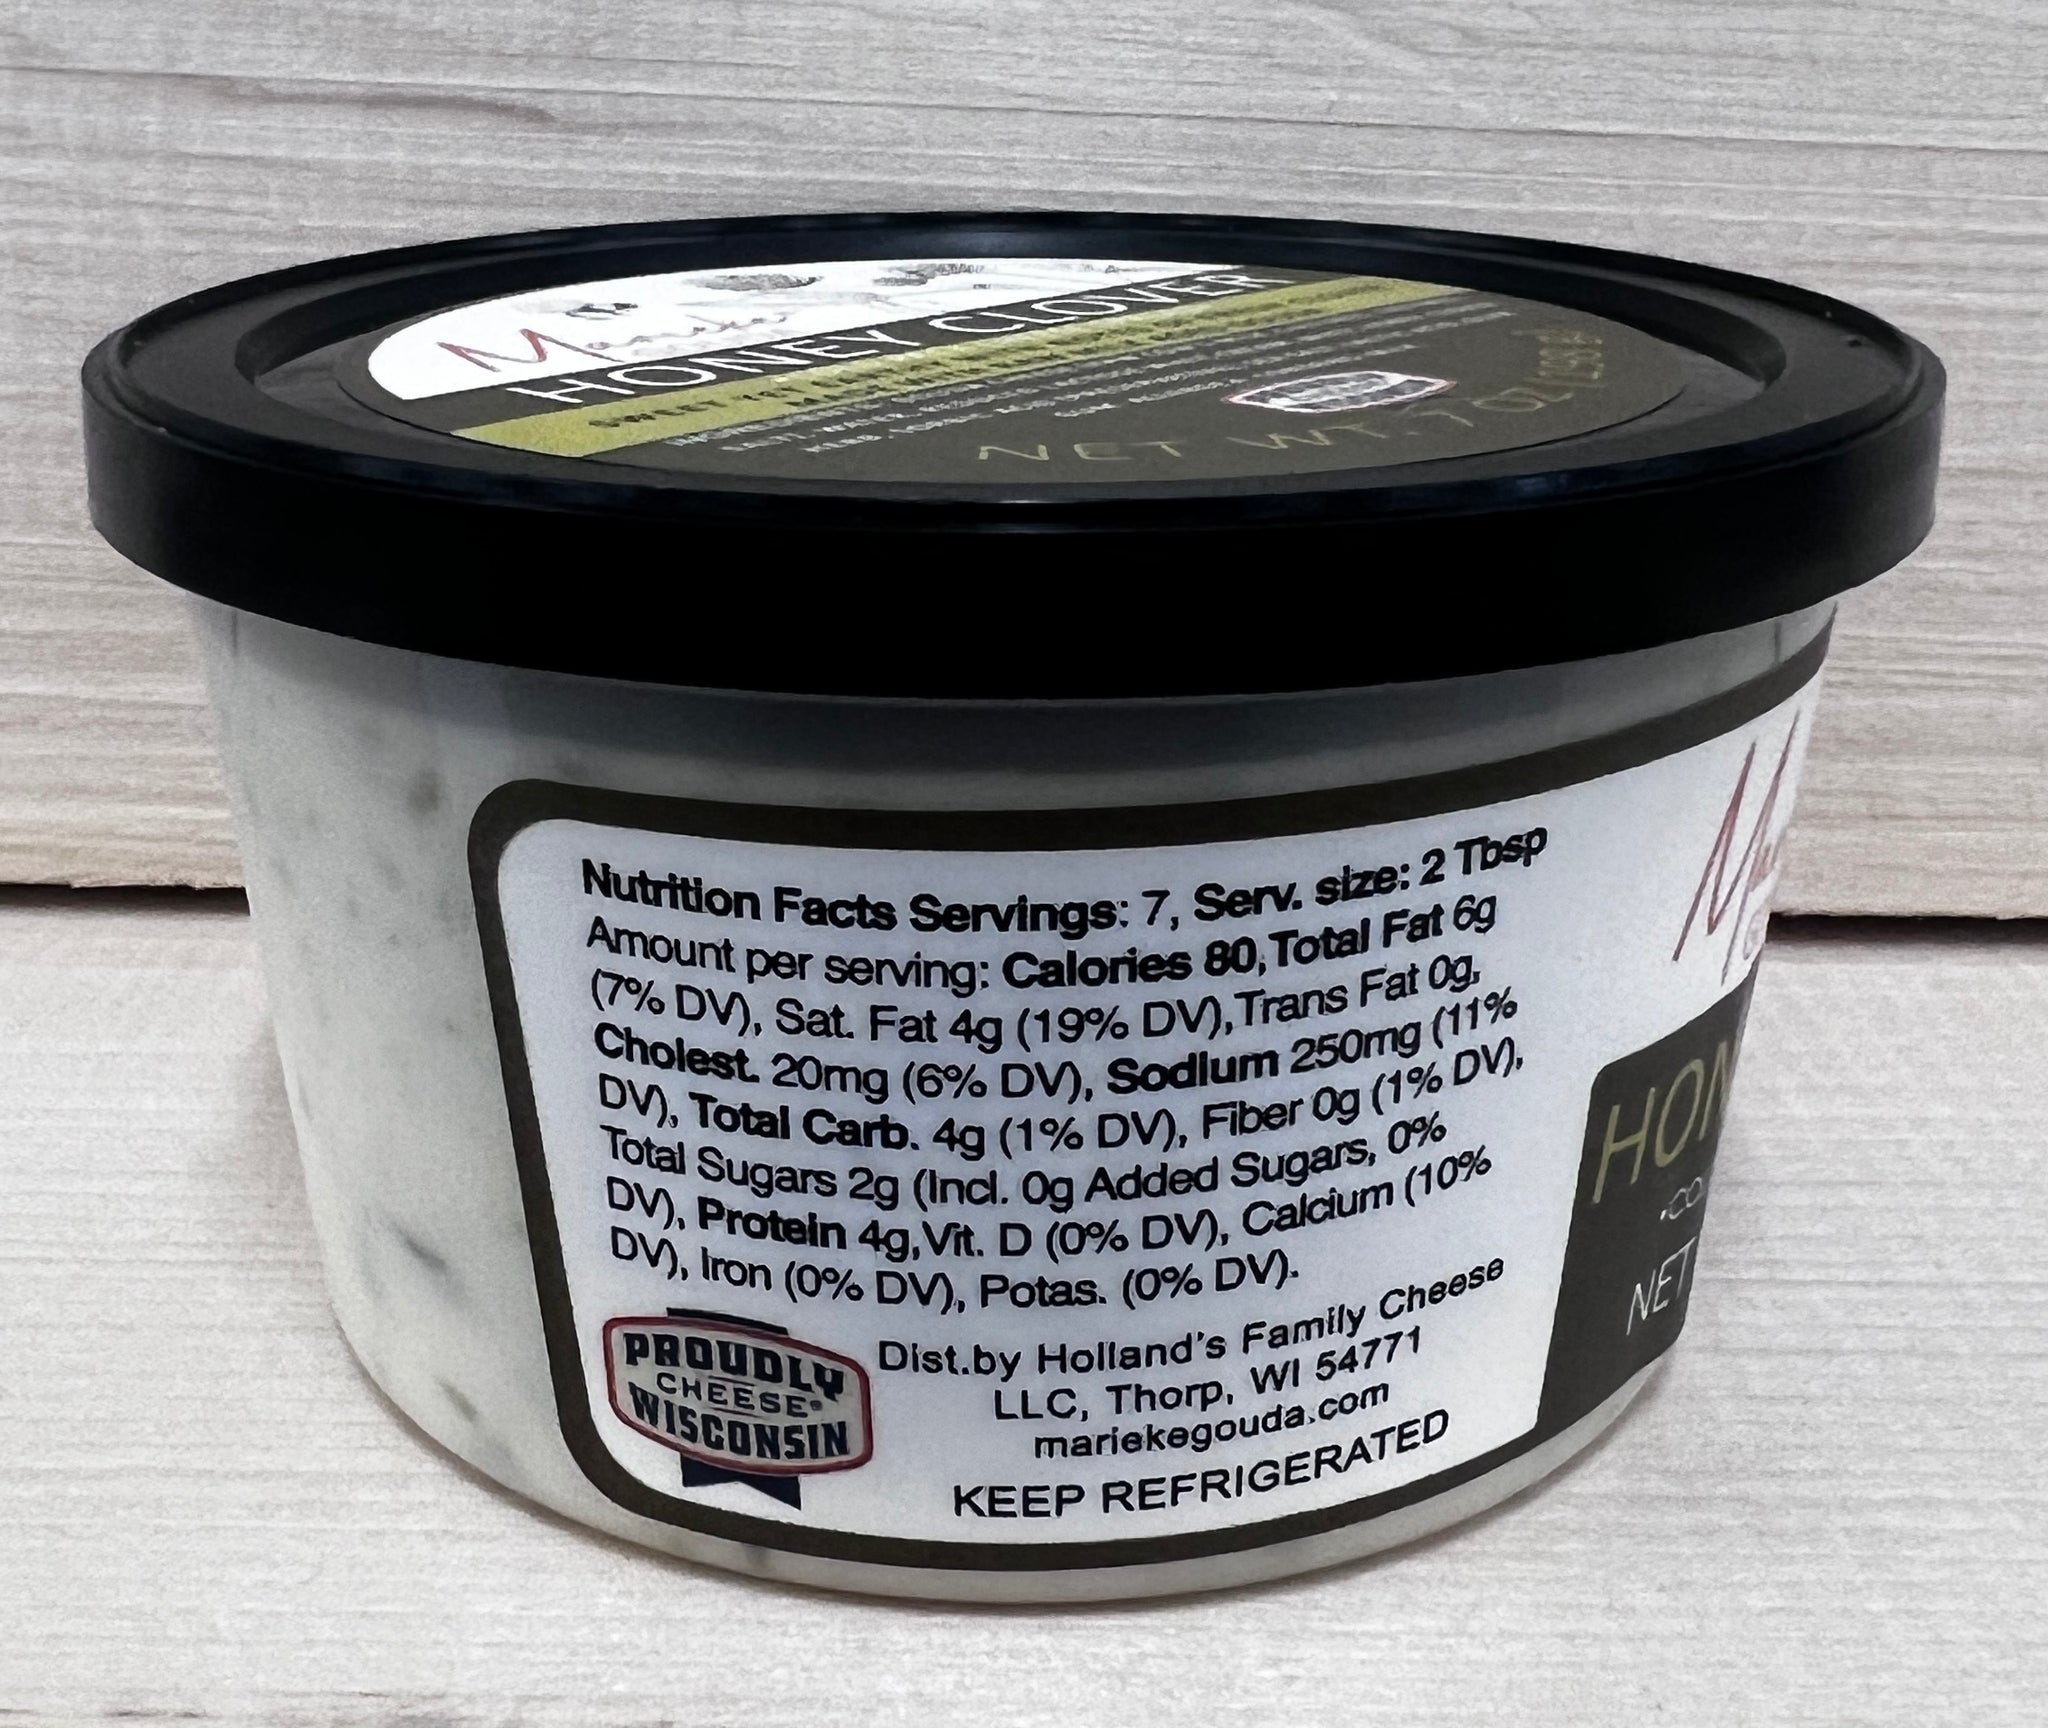 Marieke
HONEY CLOVER
NET WT. 7 OZ
Nutrition Facts Servings: 7, Serv. size: 2 Tbsp
Amount per serving: Calories 80, Total Fat 6g
(7% DV), Sat. Fat 4g (19% DV), Trans Fat 0g,
Cholest. 20mg (6% DV), Sodium 250mg (11%
DV), Total Carb. 4g (1% DV), Fiber 0g (1% DV),
Total Sugars 2g (Incl. 0g Added Sugars, 0%
DV), Protein 4g, Vit. D (0% DV), Calcium (10%
DV), Iron (0% DV), Potas. (0% DV).
PROUDLY
CHEESE®
WISCONSIN
Dist.by Holland's Family Cheese
LLC, Thorp, WI 54771
mariekegouda.com
KEEP REFRIGERATED
HON
NET